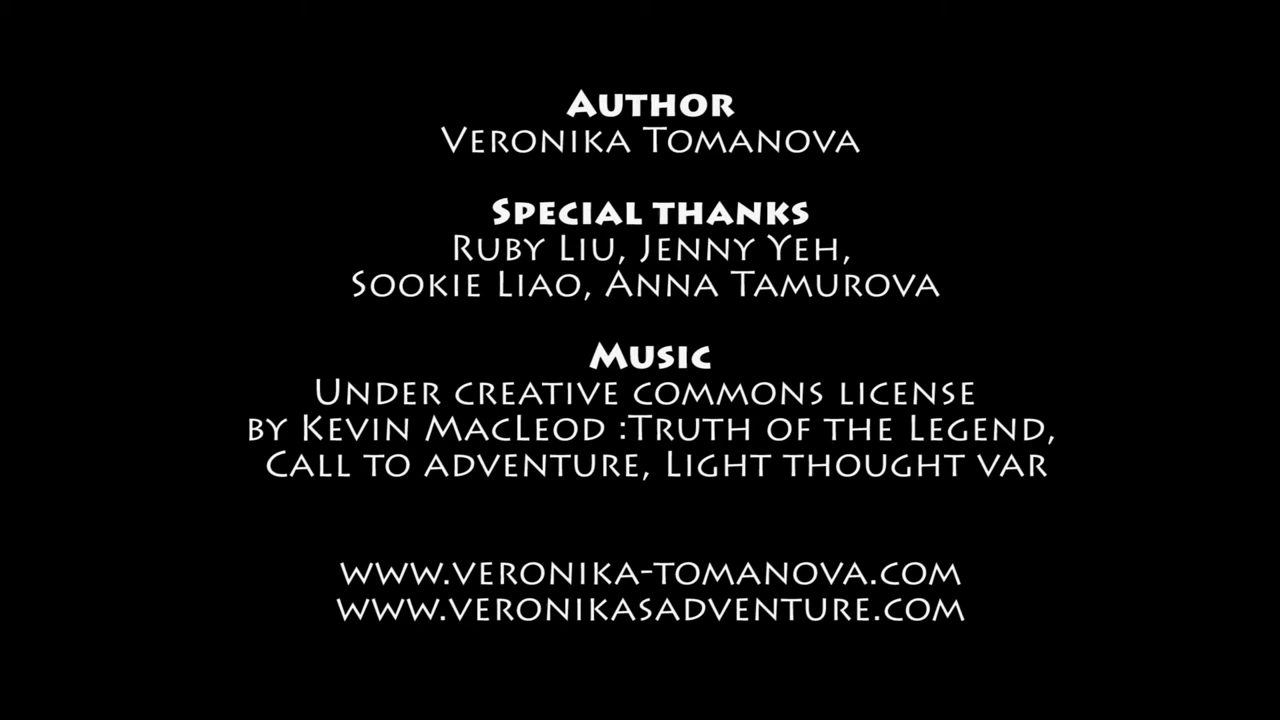 Author
Veronika Tomanova
Special thanks
Ruby Liu, Jenny Yeh,
Sookie Liao, Anna Tamurova
Music
Under creative commons license
by Kevin MacLeod :Truth of the Legend,
Call to adventure, Light thought var
www.veronika-tomanova.com
www.veronikasadventure.com